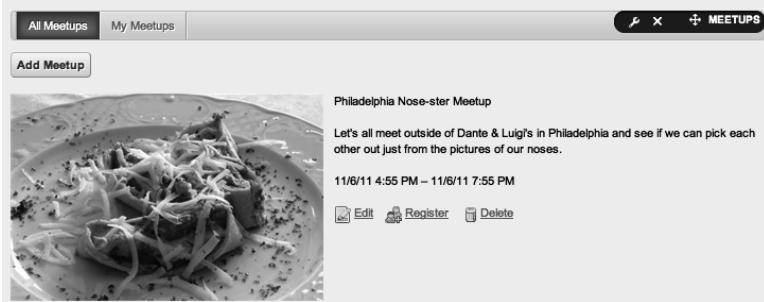 All Meetups My Meetups MEETUPS
Add Meetup
Philadelphia Nose-ster Meetup
Let's all meet outside of Dante & Luigi's in Philadelphia and see if we can pick each
other out just from the pictures of our noses.
11/6/11 4:55 PM – 11/6/11 7:55 PM
Edit Register Delete